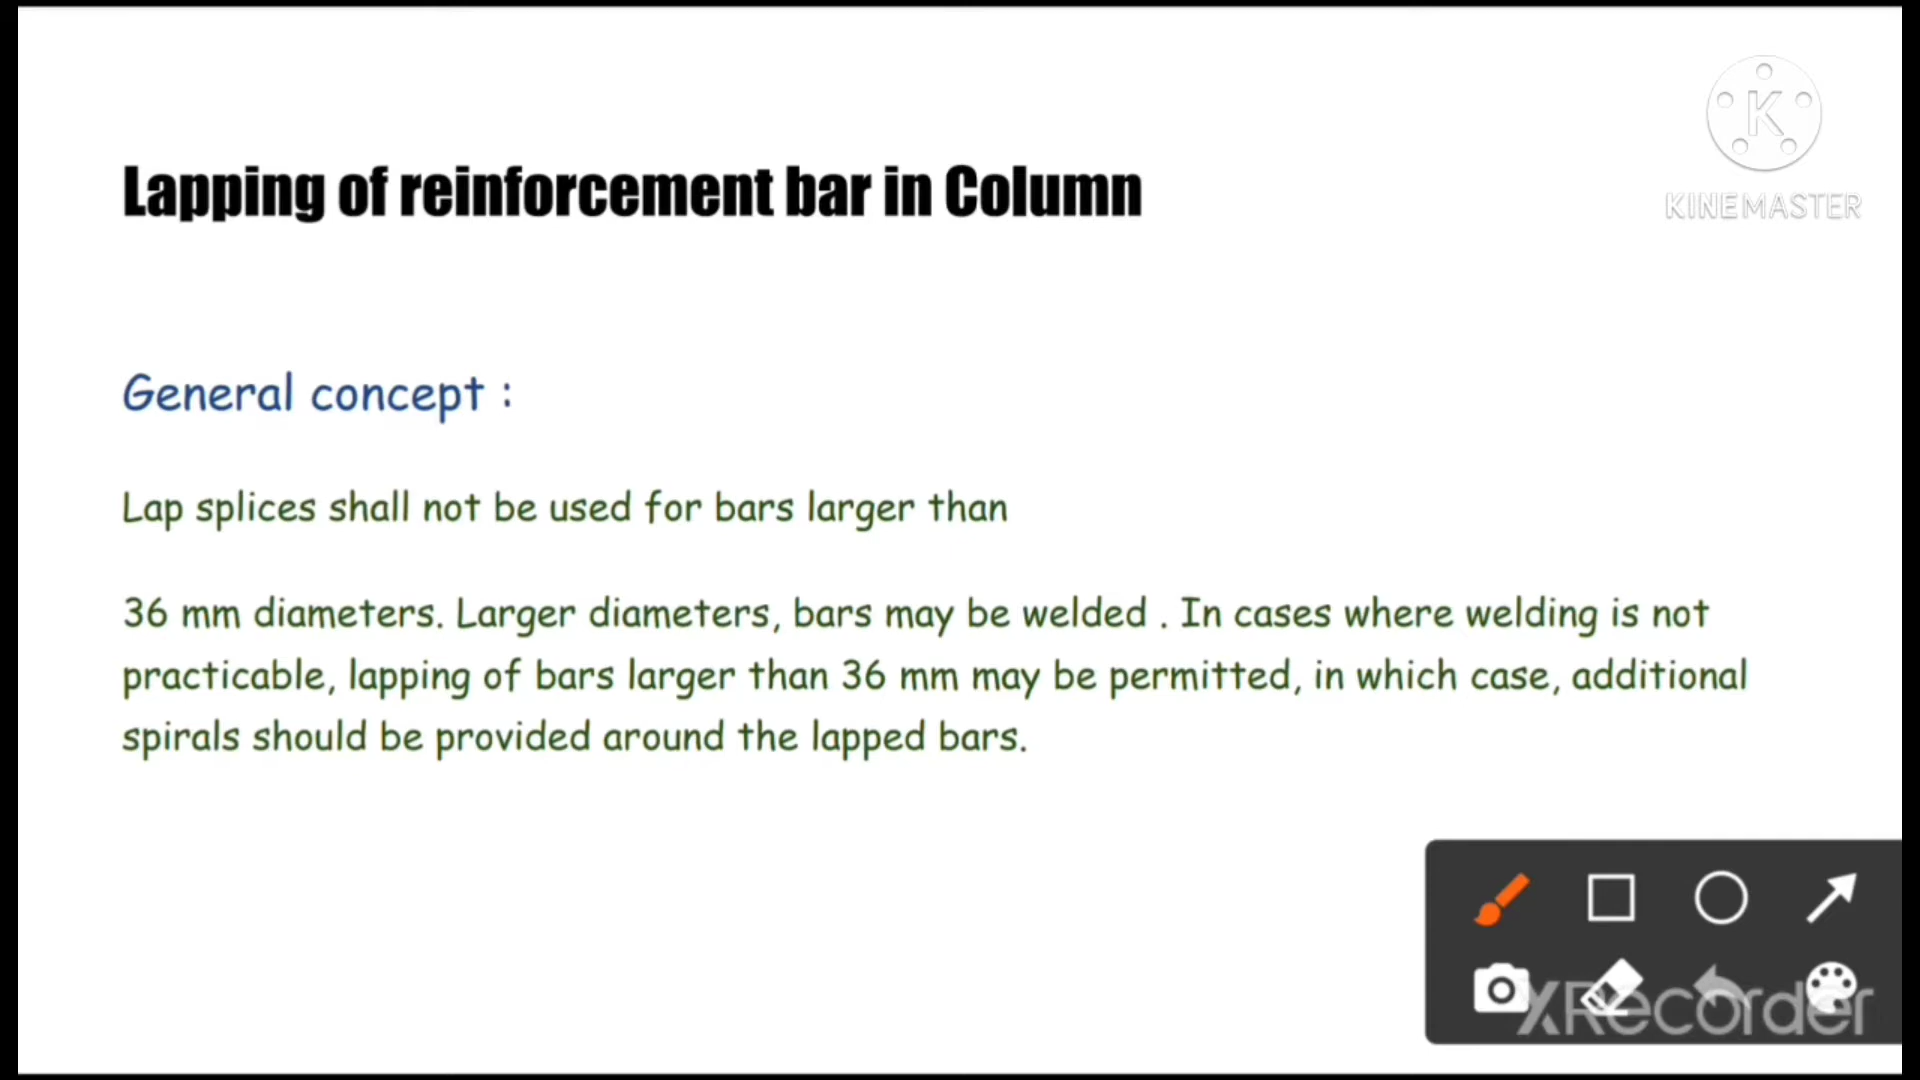 K
KINEMASTER
Lapping of reinforcement bar in Column
General concept :
Lap splices shall not be used for bars larger than
36 mm diameters. Larger diameters, bars may be welded . In cases where welding is not
practicable, lapping of bars larger than 36 mm may be permitted, in which case, additional
spirals should be provided around the lapped bars.
XRecorder